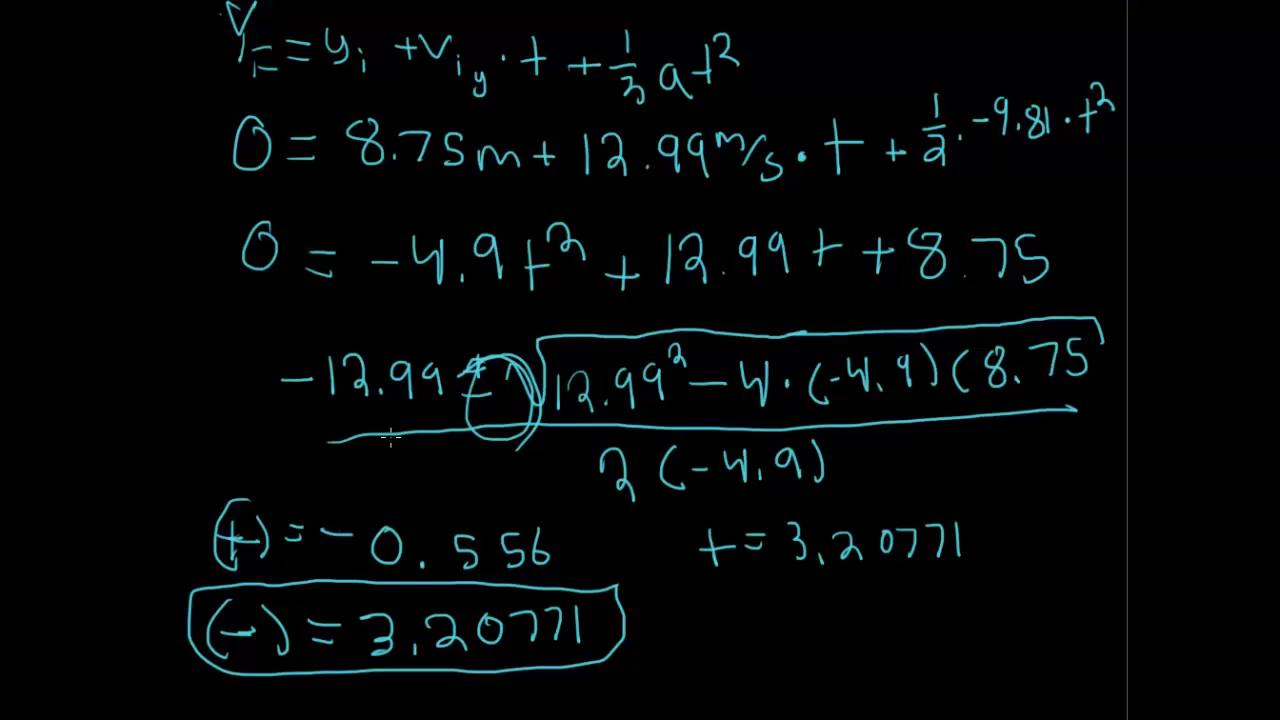 y_F = y_i + v_iy · t + 1/2 at²
0 = 8.75m + 12.99 m/s · t + 1/2 · -9.81 · t²
0 = -4.9t² + 12.99t + 8.75
-12.99 ± √12.99² - 4 · (-4.9)(8.75
2(-4.9)
(+) = -0.556 t = 3.20771
(-) = 3.20771